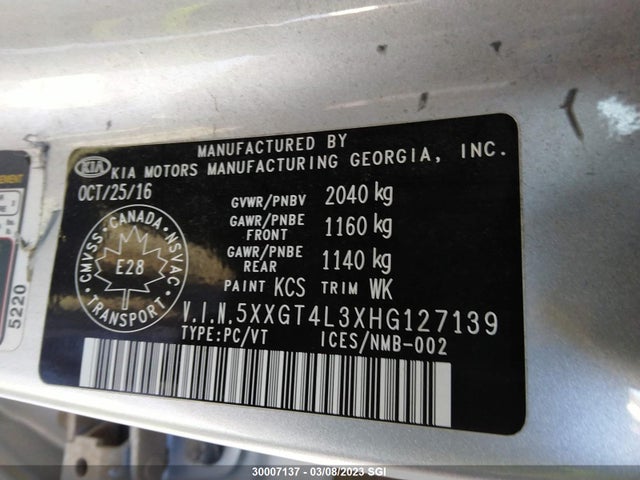 MANUFACTURED BY
KIA KIA MOTORS MANUFACTURING GEORGIA, INC.
OCT/25/16
GVWR/PNBV 2040 kg
GAWR/PNBE FRONT 1160 kg
GAWR/PNBE REAR 1140 kg
PAINT KCS TRIM WK
CMVSS · CANADA · NSVAC
E28
TRANSPORT
V.I.N.5XXGT4L3XHG127139
TYPE:PC/VT ICES/NMB-002
5220
30007137 - 03/08/2023 SGI